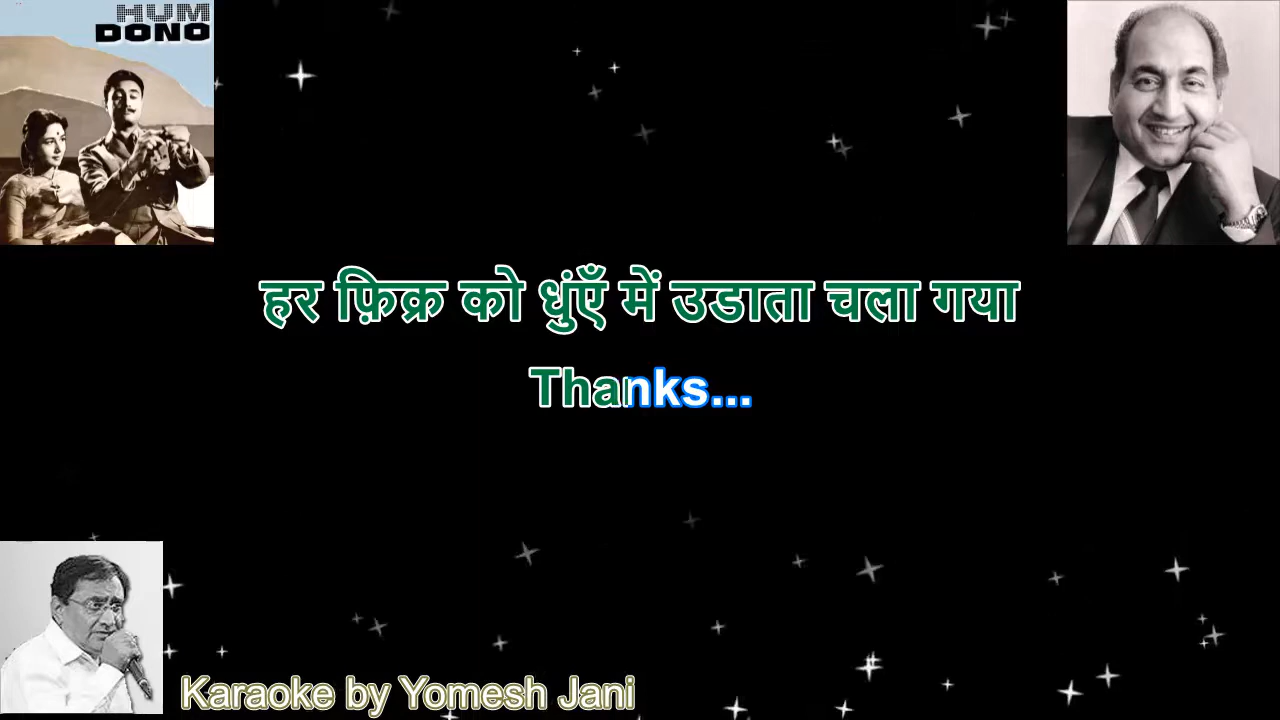 HUM
DONO
हर फ़िक्र को धुंएँ में उडाता चला गया
Thanks...
Karaoke by Yomesh Jani